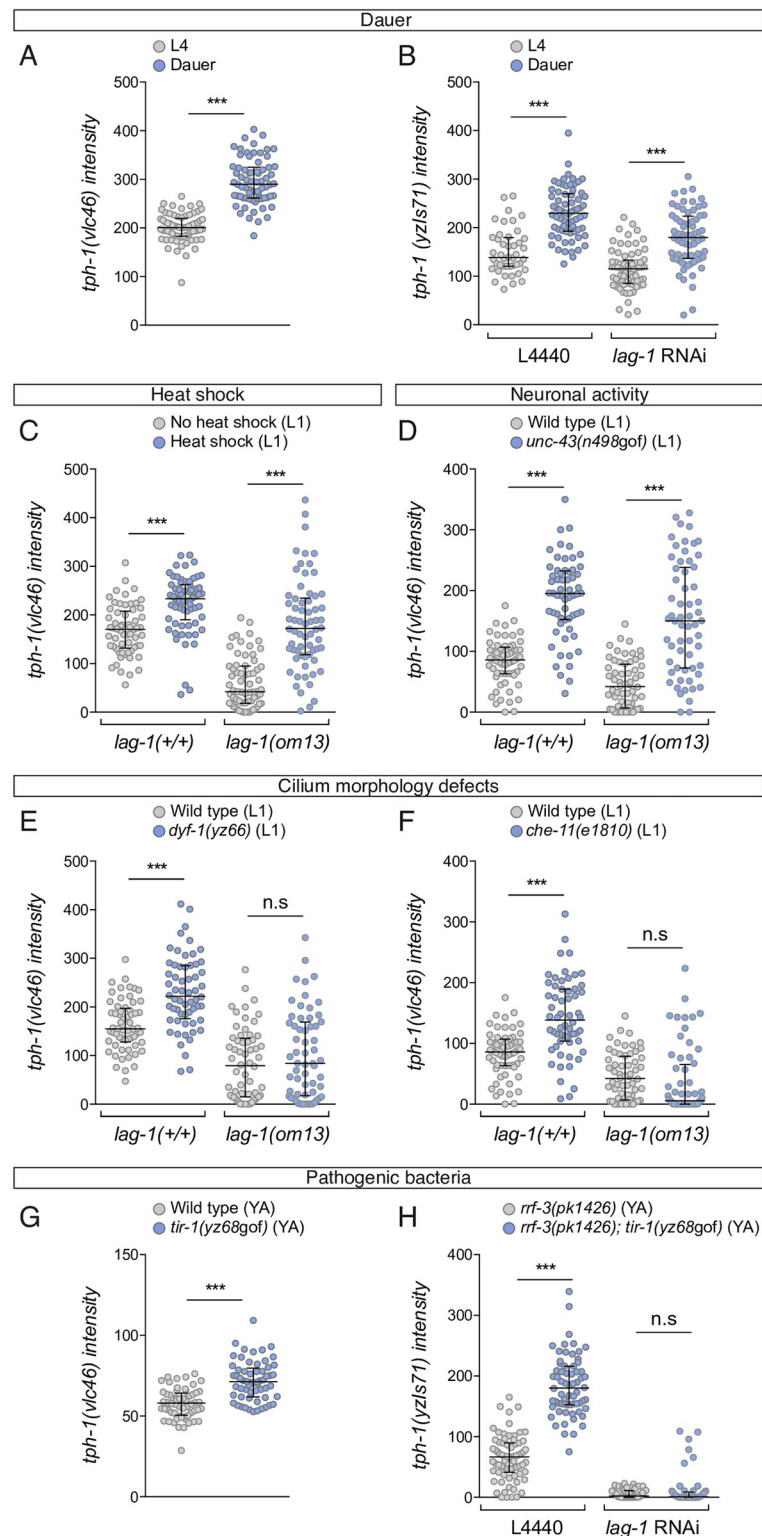 Dauer
A
L4
Dauer
tph-1(vlc46) intensity
500
400
300
200
100
0
***
B
L4
Dauer
tph-1 (yzIs71) intensity
500
400
300
200
100
0
***
***
L4440
lag-1 RNAi
Heat shock
C
No heat shock (L1)
Heat shock (L1)
tph-1(vlc46) intensity
500
400
300
200
100
0
***
***
lag-1(+/+)
lag-1(om13)
Neuronal activity
D
Wild type (L1)
unc-43(n498gof) (L1)
tph-1(vlc46) intensity
400
300
200
100
0
***
***
lag-1(+/+)
lag-1(om13)
Cilium morphology defects
E
Wild type (L1)
dyf-1(yz66) (L1)
tph-1(vlc46) intensity
500
400
300
200
100
0
***
n.s
lag-1(+/+)
lag-1(om13)
F
Wild type (L1)
che-11(e1810) (L1)
tph-1(vlc46) intensity
400
300
200
100
0
***
n.s
lag-1(+/+)
lag-1(om13)
Pathogenic bacteria
G
Wild type (YA)
tir-1(yz68gof) (YA)
tph-1(vlc46) intensity
150
100
50
0
***
H
rrf-3(pk1426) (YA)
rrf-3(pk1426); tir-1(yz68gof) (YA)
tph-1(yzIs71) intensity
400
300
200
100
0
***
n.s
L4440
lag-1 RNAi